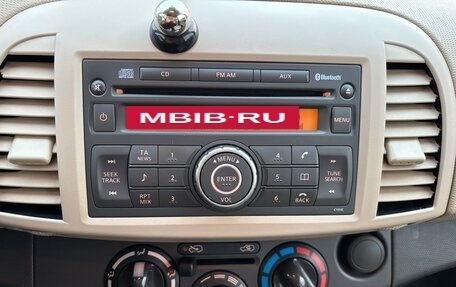 CD
FM AM
AUX
Bluetooth
MBIB-RU
MENU
TA
NEWS
1
4
SEEK
TRACK
2
5
MENU
ENTER
VOL
TUNE
SEARCH
RPT
MIX
3
6
BACK